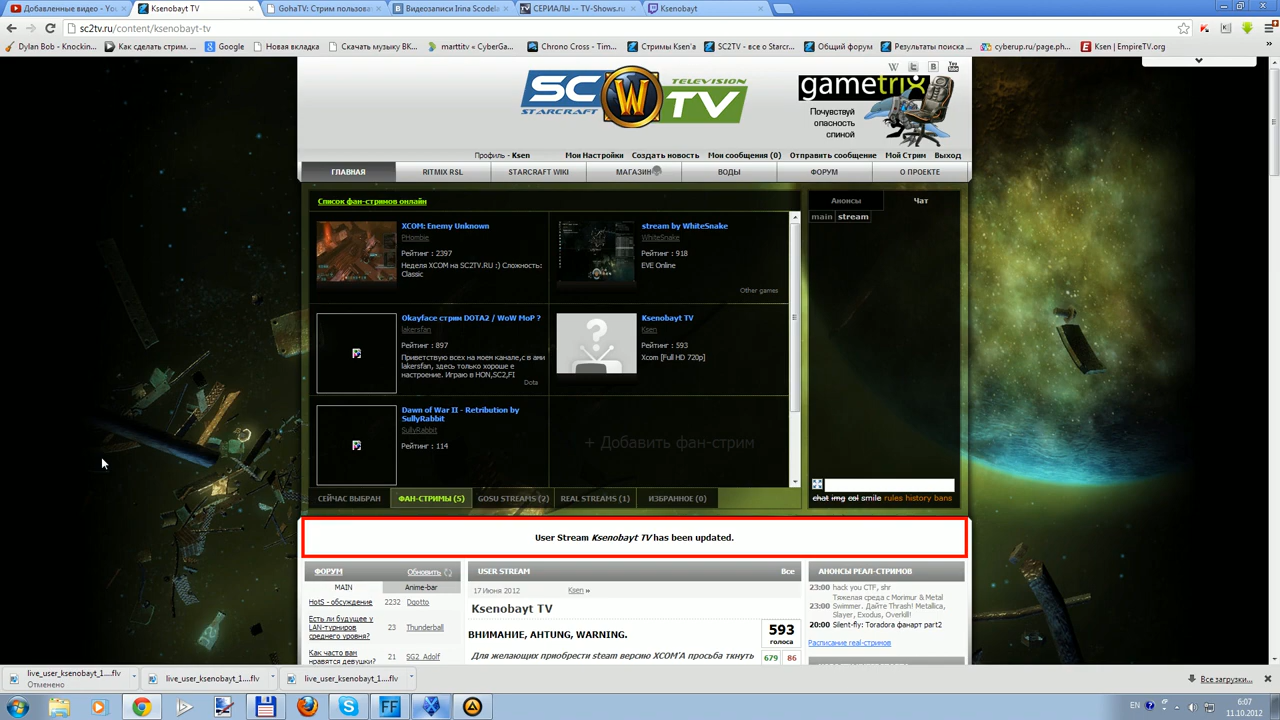 Добавленные видео - You
Ksenobayt TV
GohaTV: Стрим пользоват
Видеозаписи Irina Scodela
СЕРИАЛЫ -- TV-Shows.ru
Ksenobayt
sc2tv.ru/content/ksenobayt-tv
Dylan Bob - Knockin...
Как сделать стрим. ...
Google
Новая вкладка
Скачать музыку ВК...
marttitv // CyberGa...
Chrono Cross - Tim...
Стримы Ksen'a
SC2TV - все о Starcr...
Общий форум
Результаты поиска ...
cyberup.ru/page.ph...
Ksen | EmpireTV.org
SC TELEVISION
STARCRAFT W TV
gametrix
Почувствуй
опасность
спиной
Профиль - Ksen
Мои Настройки
Создать новость
Мои сообщения (0)
Отправить сообщение
Мой Стрим
Выход
ГЛАВНАЯ
RITMIX RSL
STARCRAFT WIKI
МАГАЗИН
ВОДЫ
ФОРУМ
О ПРОЕКТЕ
Список фан-стримов онлайн
XCOM: Enemy Unknown
PHombie
Рейтинг : 2397
Неделя XCOM на SC2TV.RU :) Сложность:
Classic
stream by WhiteSnake
WhiteSnake
Рейтинг : 918
EVE Online
Other games
Okayface стрим DOTA2 / WoW MoP ?
lakersfan
Рейтинг : 897
Приветствую всех на моем канале,с в ами
lakersfan, здесь только хорошее
настроение. Играю в HON,SC2,FI
Dota
Ksenobayt TV
Ksen
Рейтинг : 593
Xcom [Full HD 720p]
Dawn of War II - Retribution by
SullyRabbit
SullyRabbit
Рейтинг : 114
+ Добавить фан-стрим
СЕЙЧАС ВЫБРАН
ФАН-СТРИМЫ (5)
GOSU STREAMS (2)
REAL STREAMS (1)
ИЗБРАННОЕ (0)
Анонсы
Чат
main stream
chat img col smile rules history bans
User Stream Ksenobayt TV has been updated.
ФОРУМ
Обновить
MAIN
Anime-bar
HotS - обсуждение 2232 Dqotto
Есть ли будущее у
LAN-турниров
среднего уровня?
23 Thunderball
Как часто вам
нравятся девушки?
61 SG2_Adolf
USER STREAM
Все
17 Июня 2012
Ksen »
Ksenobayt TV
ВНИМАНИЕ, AHTUNG, WARNING.
593
голоса
679 86
Для желающих приобрести steam версию XCOM'A просьба ткнуть
АНОНСЫ РЕАЛ-СТРИМОВ
23:00 hack you CTF, shr
Тяжелая среда с Morimur & Metal
23:00 Swimmer. Дайте Thrash! Metallica,
Slayer, Exodus, Overkill!
20:00 Silent-fly: Toradora фанарт part2
Расписание real-стримов
live_user_ksenobayt_1....flv
Отменено
live_user_ksenobayt_1....flv
live_user_ksenobayt_1....flv
Все загрузки...
EN
6:07
11.10.2012